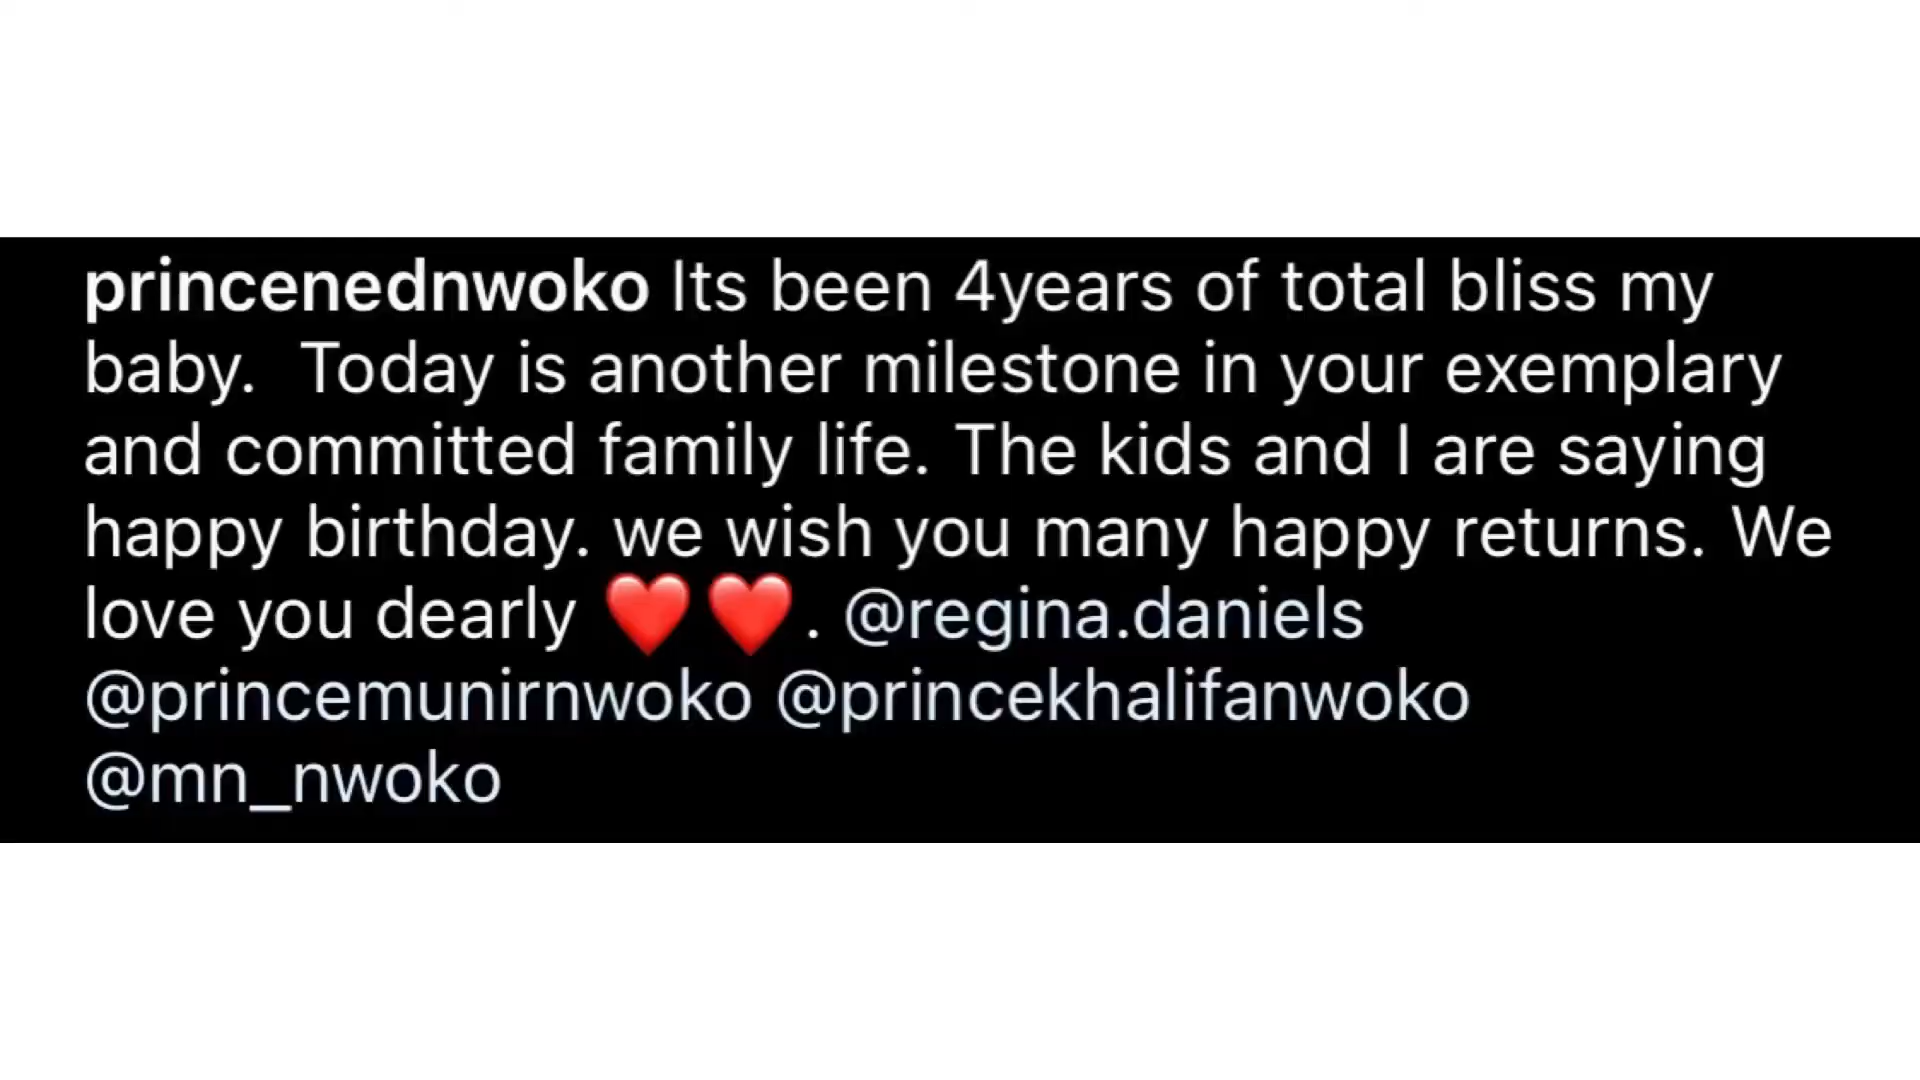 princenednwoko Its been 4years of total bliss my
baby.  Today is another milestone in your exemplary
and committed family life. The kids and I are saying
happy birthday. we wish you many happy returns. We
love you dearly ❤️❤️. @regina.daniels
@princemunirnwoko @princekhalifanwoko
@mn_nwoko